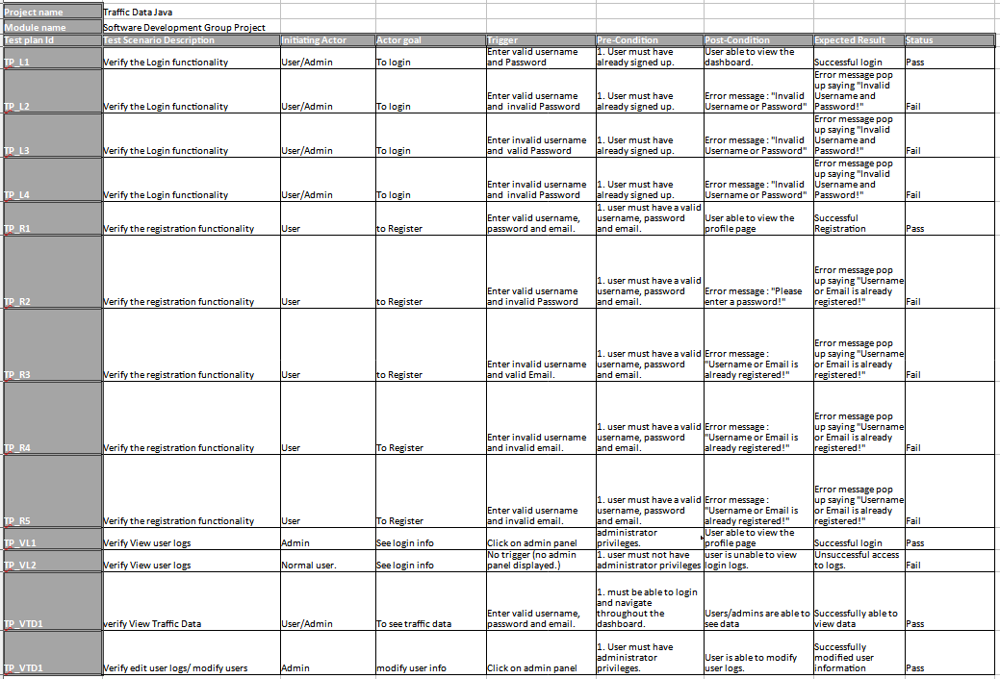 Project name Traffic Data Java
Module name Software Development Group Project
Test plan Id Test Scenario Description Initiating Actor Actor goal Trigger Pre-Condition Post-Condition Expected Result Status
TP_L1 Verify the Login functionality User/Admin To login Enter valid username and Password 1. User must have already signed up. User able to view the dashboard. Successful login Pass
TP_L2 Verify the Login functionality User/Admin To login Enter valid username and invalid Password 1. User must have already signed up. Error message : "Invalid Username or Password" Error message pop up saying "Invalid Username and Password!" Fail
TP_L3 Verify the Login functionality User/Admin To login Enter invalid username and valid Password 1. User must have already signed up. Error message : "Invalid Username or Password" Error message pop up saying "Invalid Username and Password!" Fail
TP_L4 Verify the Login functionality User/Admin To login Enter invalid username and invalid Password 1. User must have already signed up. Error message : "Invalid Username or Password" Error message pop up saying "Invalid Username and Password!" Fail
TP_R1 Verify the registration functionality User to Register Enter valid username, password and email. 1. user must have a valid username, password and email. User able to view the profile page Successful Registration Pass
TP_R2 Verify the registration functionality User to Register Enter valid username and invalid Password 1. user must have a valid username, password and email. Error message : "Please enter a password!" Error message pop up saying "Username or Email is already registered!" Fail
TP_R3 Verify the registration functionality User to Register Enter invalid username and valid Email. 1. user must have a valid username, password and email. Error message : "Username or Email is already registered!" Error message pop up saying "Username or Email is already registered!" Fail
TP_R4 Verify the registration functionality User To Register Enter invalid username and invalid email. 1. user must have a valid username, password and email. Error message : "Username or Email is already registered!" Error message pop up saying "Username or Email is already registered!" Fail
TP_R5 Verify the registration functionality User To Register Enter valid username and invalid email. 1. user must have a valid username, password and email. Error message : "Username or Email is already registered!" Error message pop up saying "Username or Email is already registered!" Fail
TP_VL1 Verify View user logs Admin See login info Click on admin panel administrator privileges. User able to view the profile page Successful login Pass
TP_VL2 Verify View user logs Normal user. See login info No trigger (no admin panel displayed.) 1. user must not have administrator privileges user is unable to view login logs. Unsuccessful access to logs. Fail
TP_VTD1 verify View Traffic Data User/Admin To see traffic data Enter valid username, password and email. 1. must be able to login and navigate throughout the dashboard. Users/admins are able to see data Successfully able to view data Pass
TP_VTD1 Verify edit user logs/ modify users Admin modify user info Click on admin panel 1. User must have administrator privileges. User is able to modify user logs. Successfully modified user information Pass